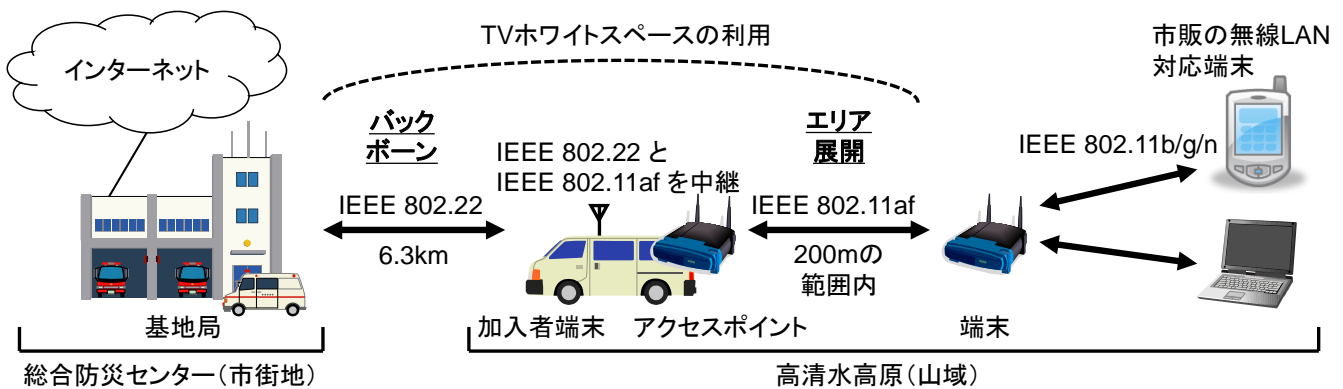 TVホワイトスペースの利用
インターネット
バック
ボーン
IEEE 802.22 と
IEEE 802.11af を中継
エリア
展開
市販の無線LAN
対応端末
IEEE 802.11b/g/n
IEEE 802.22
6.3km
IEEE 802.11af
200mの
範囲内
基地局
加入者端末
アクセスポイント
端末
総合防災センター（市街地）
高清水高原（山域）